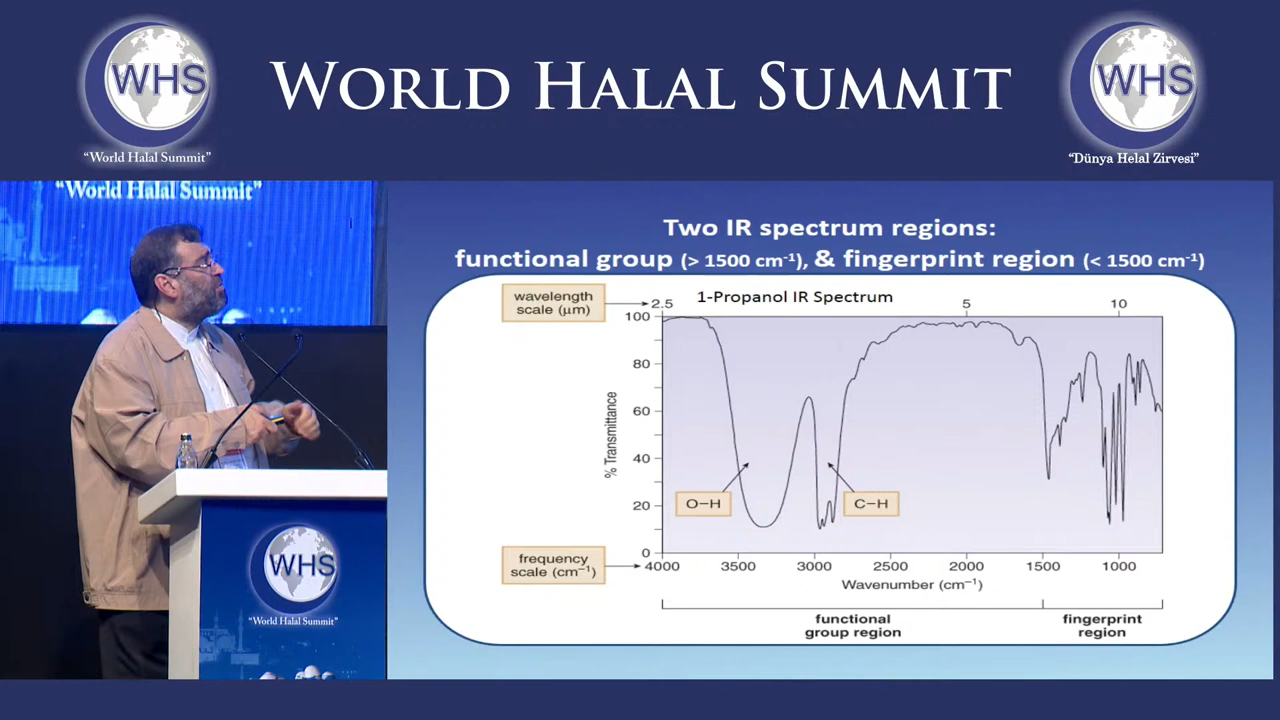 WHS
"World Halal Summit"
WORLD HALAL SUMMIT
WHS
"Dünya Helal Zirvesi"
"World Halal Summit"
WHS
"World Halal Summit"
Two IR spectrum regions:
functional group (> 1500 cm-1), & fingerprint region (< 1500 cm-1)
wavelength
scale (μm)
2.5
1-Propanol IR Spectrum
5
10
100
80
60
40
20
0
% Transmittance
O–H
C–H
frequency
scale (cm−1)
4000
3500
3000
2500
2000
1500
1000
Wavenumber (cm−1)
functional
group region
fingerprint
region